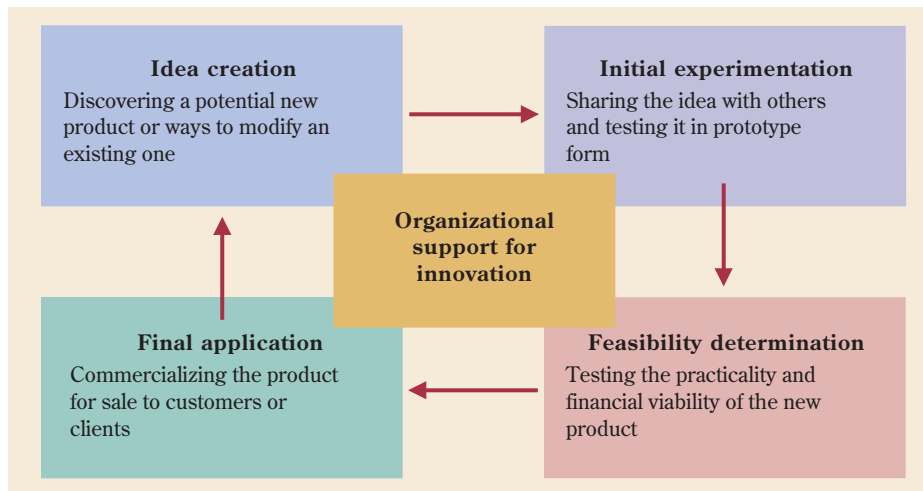 Idea creation
Discovering a potential new
product or ways to modify an
existing one
Initial experimentation
Sharing the idea with others
and testing it in prototype
form
Organizational
support for
innovation
Final application
Commercializing the product
for sale to customers or
clients
Feasibility determination
Testing the practicality and
financial viability of the new
product